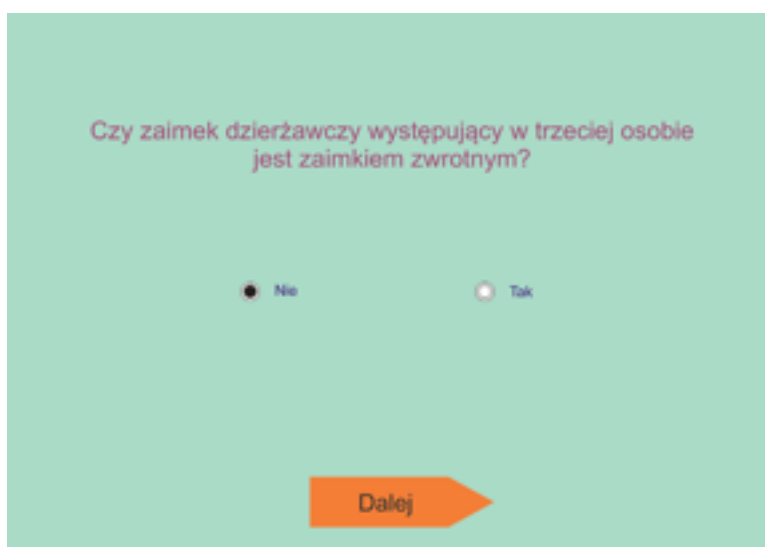 Czy zaimek dzierżawczy występujący w trzeciej osobie
jest zaimkiem zwrotnym?
Nie
Tak
Dalej